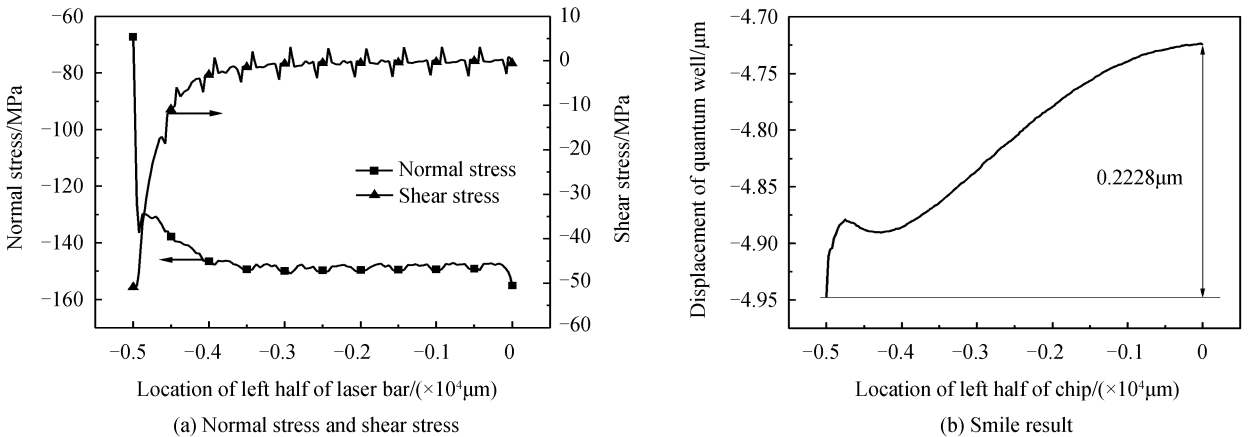 −60
−80
−100
−120
−140
−160
Normal stress/MPa
10
0
−10
−20
−30
−40
−50
−60
Shear stress/MPa
Normal stress
Shear stress
−0.5 −0.4 −0.3 −0.2 −0.1 0
Location of left half of laser bar/(×10⁴μm)
(a) Normal stress and shear stress
−4.70
−4.75
−4.80
−4.85
−4.90
−4.95
Displacement of quantum well/μm
0.2228μm
−0.5 −0.4 −0.3 −0.2 −0.1 0
Location of left half of chip/(×10⁴μm)
(b) Smile result